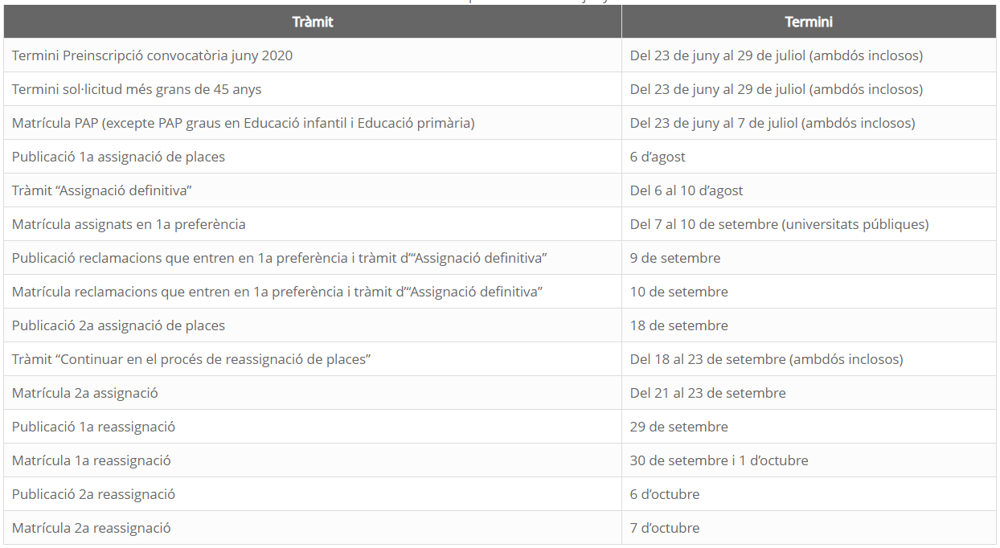 Tràmit Termini
Termini Preinscripció convocatòria juny 2020 Del 23 de juny al 29 de juliol (ambdós inclosos)
Termini sol·licitud més grans de 45 anys Del 23 de juny al 29 de juliol (ambdós inclosos)
Matrícula PAP (excepte PAP graus en Educació infantil i Educació primària) Del 23 de juny al 7 de juliol (ambdós inclosos)
Publicació 1a assignació de places 6 d’agost
Tràmit “Assignació definitiva” Del 6 al 10 d’agost
Matrícula assignats en 1a preferència Del 7 al 10 de setembre (universitats públiques)
Publicació reclamacions que entren en 1a preferència i tràmit d’“Assignació definitiva” 9 de setembre
Matrícula reclamacions que entren en 1a preferència i tràmit d’“Assignació definitiva” 10 de setembre
Publicació 2a assignació de places 18 de setembre
Tràmit “Continuar en el procés de reassignació de places” Del 18 al 23 de setembre (ambdós inclosos)
Matrícula 2a assignació Del 21 al 23 de setembre
Publicació 1a reassignació 29 de setembre
Matrícula 1a reassignació 30 de setembre i 1 d’octubre
Publicació 2a reassignació 6 d’octubre
Matrícula 2a reassignació 7 d’octubre